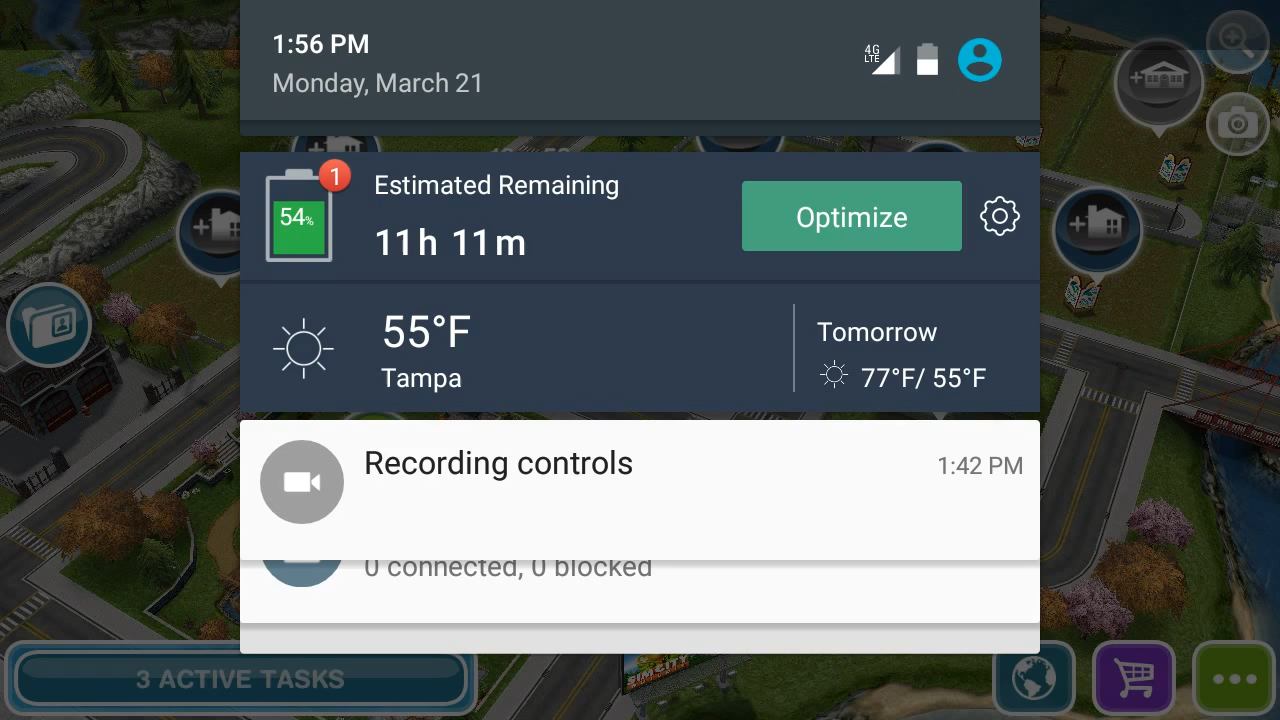 1:56 PM
Monday, March 21
4G
LTE
1
54%
Estimated Remaining
11h 11m
Optimize
55°F
Tampa
Tomorrow
77°F/ 55°F
Recording controls
1:42 PM
0 connected, 0 blocked
3 ACTIVE TASKS
SIMCITY